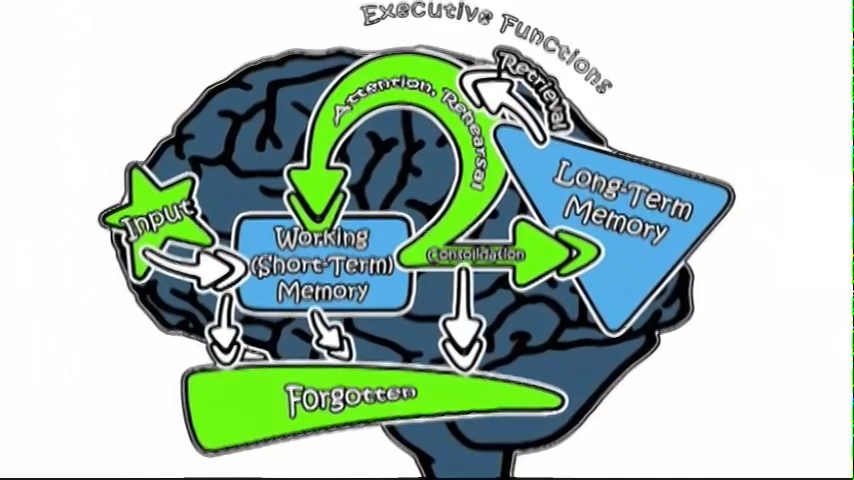 Executive Functions
Retrieval
Attention, Rehearsal
Long-Term
Memory
Input
Working
(Short-Term)
Memory
Consolidation
Forgotten